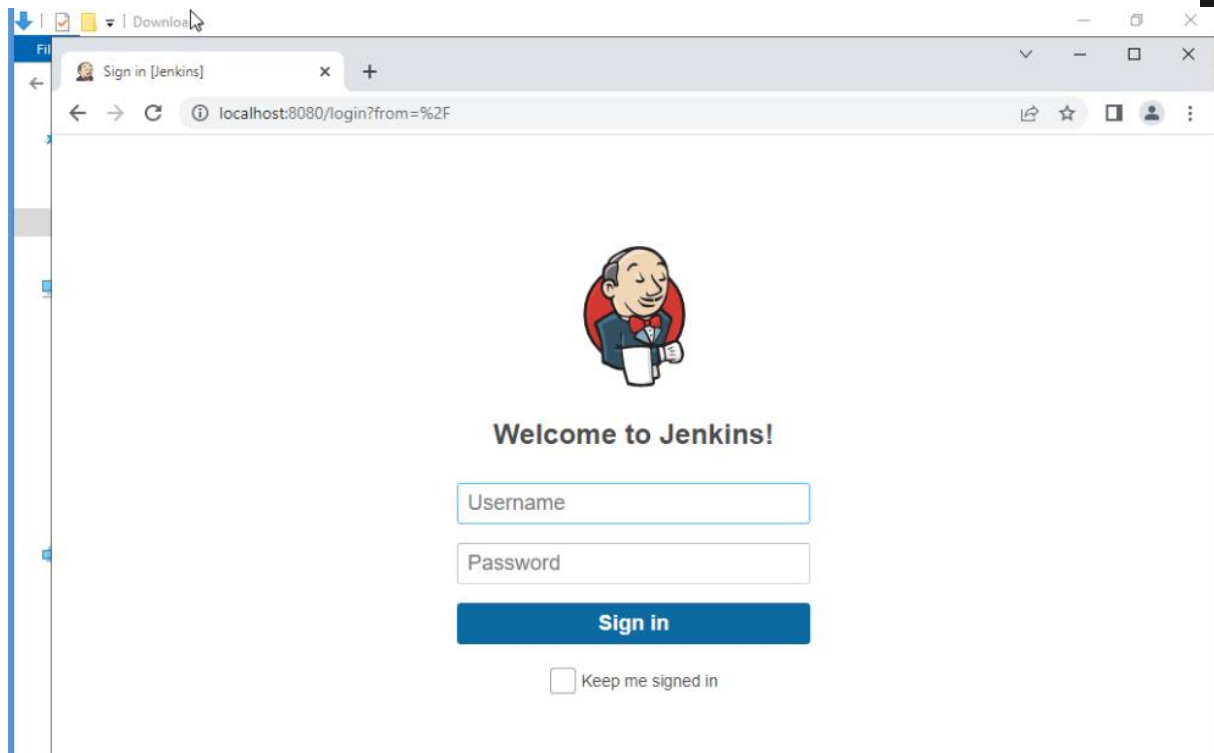 Downloa
Fil
Sign in [Jenkins]
localhost:8080/login?from=%2F
Welcome to Jenkins!
Username
Password
Sign in
Keep me signed in